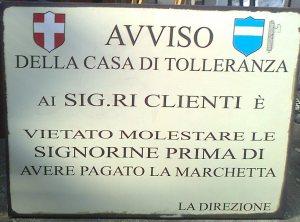 AVVISO
DELLA CASA DI TOLLERANZA
AI SIG.RI CLIENTI È
VIETATO MOLESTARE LE
SIGNORINE PRIMA DI
AVERE PAGATO LA MARCHETTA
LA DIREZIONE